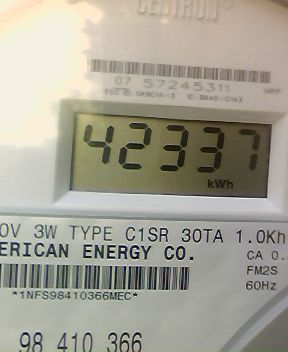 CENTRON®
07 57245311
42337
kWh
0V 3W TYPE C1SR 30TA 1.0Kh
ERICAN ENERGY CO.
CA 0.
FM2S
60Hz
*1NFS98410366MEC*
98 410 366